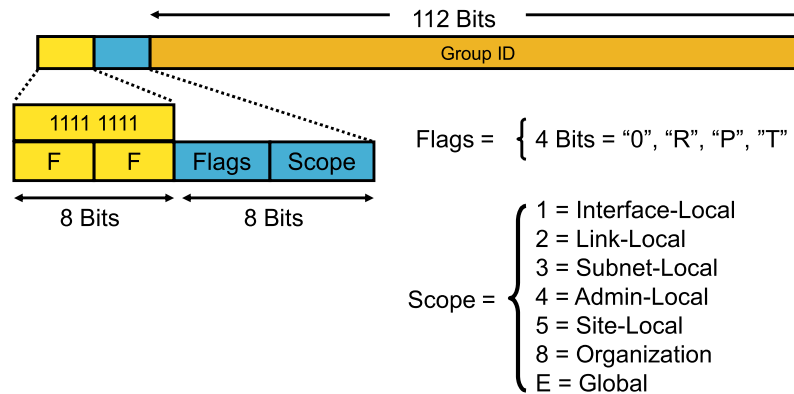 112 Bits
Group ID
1111 1111
F F Flags Scope
8 Bits 8 Bits
Flags = { 4 Bits = “0”, “R”, “P”, ”T”
Scope = {
1 = Interface-Local
2 = Link-Local
3 = Subnet-Local
4 = Admin-Local
5 = Site-Local
8 = Organization
E = Global